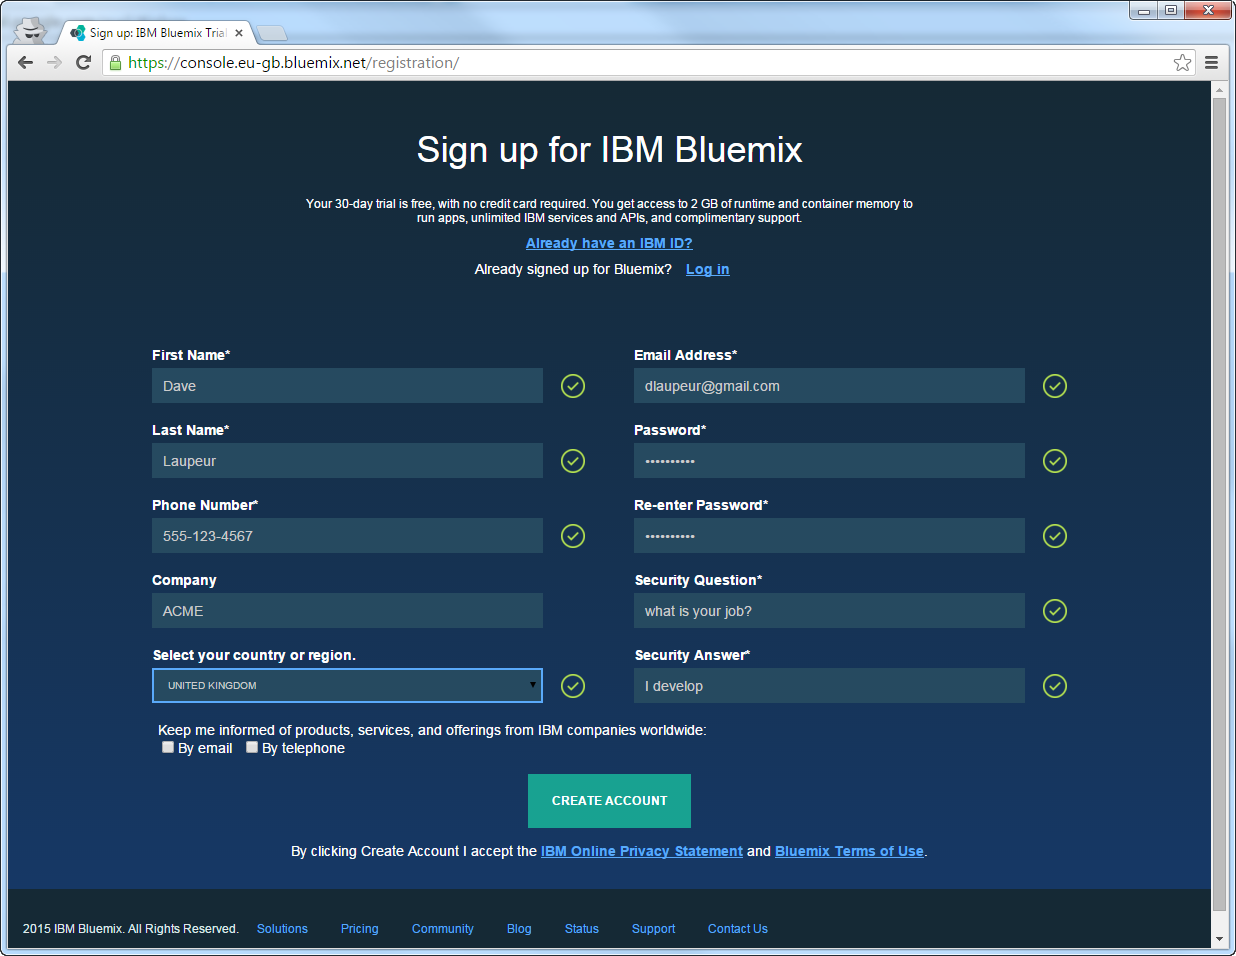 Sign up: IBM Bluemix Trial
https://console.eu-gb.bluemix.net/registration/
Sign up for IBM Bluemix
Your 30-day trial is free, with no credit card required. You get access to 2 GB of runtime and container memory to
run apps, unlimited IBM services and APIs, and complimentary support.
Already have an IBM ID?
Already signed up for Bluemix? Log in
First Name*
Dave
Email Address*
dlaupeur@gmail.com
Last Name*
Laupeur
Password*
••••••••••
Phone Number*
555-123-4567
Re-enter Password*
••••••••••
Company
ACME
Security Question*
what is your job?
Select your country or region.
UNITED KINGDOM
Security Answer*
I develop
Keep me informed of products, services, and offerings from IBM companies worldwide:
By email By telephone
CREATE ACCOUNT
By clicking Create Account I accept the IBM Online Privacy Statement and Bluemix Terms of Use.
2015 IBM Bluemix. All Rights Reserved. Solutions Pricing Community Blog Status Support Contact Us